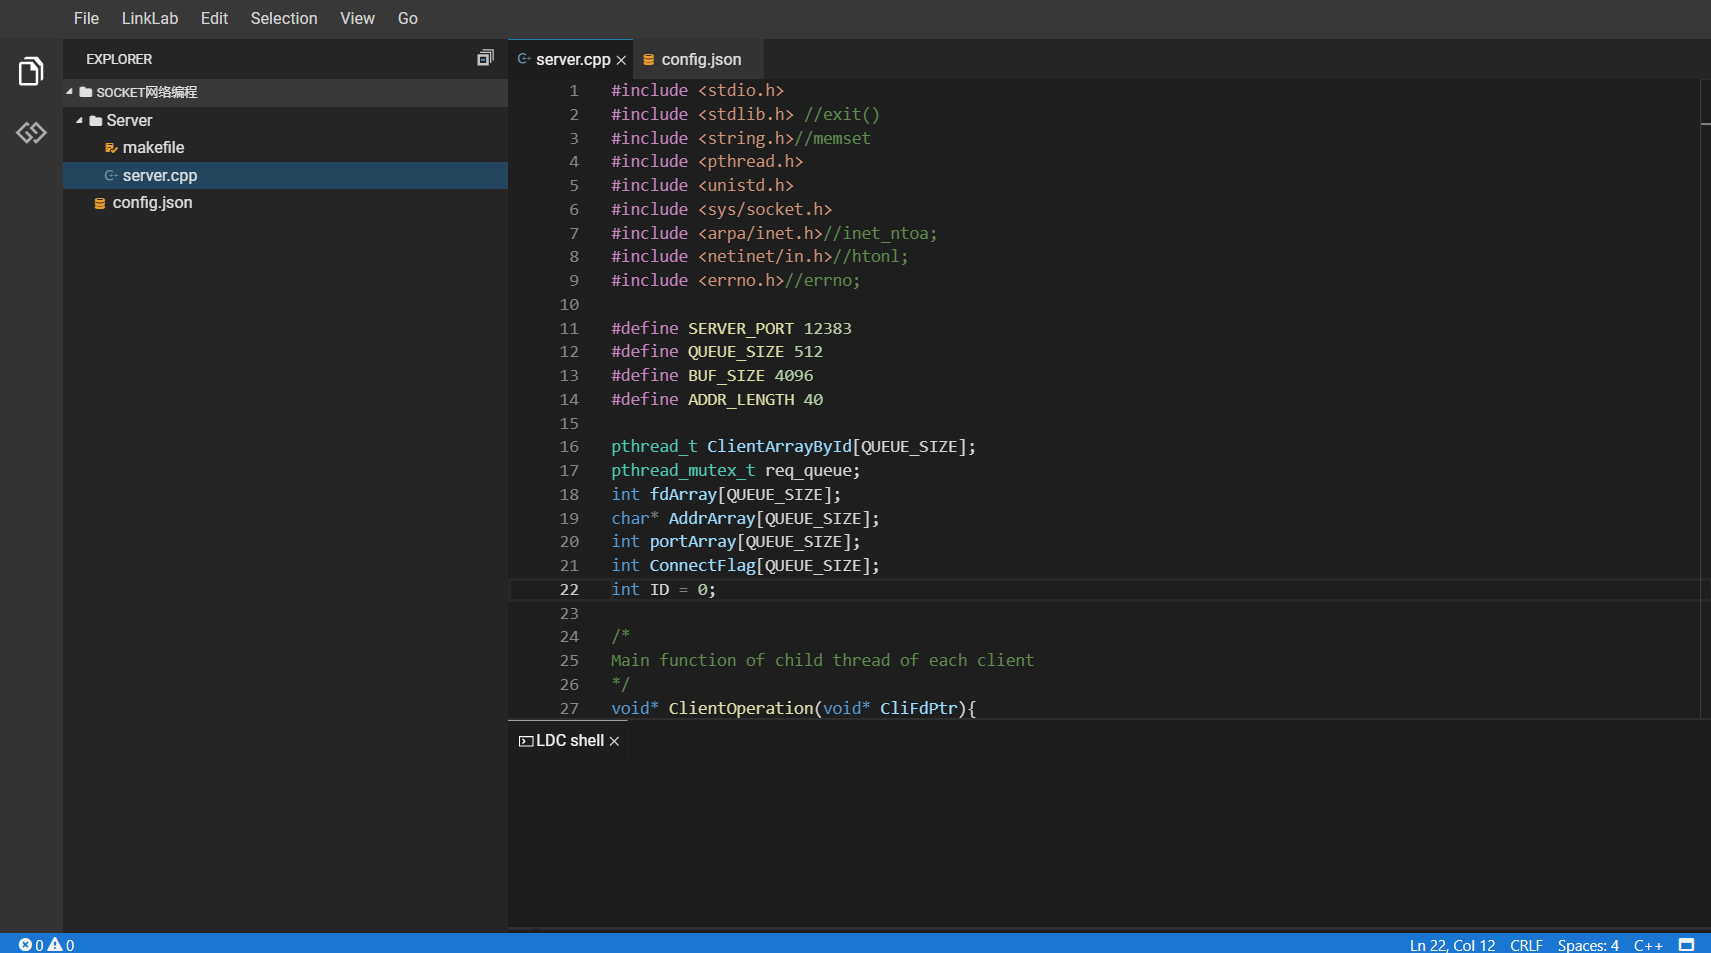 File LinkLab Edit Selection View Go
EXPLORER
SOCKET网络编程
Server
makefile
server.cpp
config.json
server.cpp config.json
1 #include <stdio.h>
2 #include <stdlib.h> //exit()
3 #include <string.h>//memset
4 #include <pthread.h>
5 #include <unistd.h>
6 #include <sys/socket.h>
7 #include <arpa/inet.h>//inet_ntoa;
8 #include <netinet/in.h>//htonl;
9 #include <errno.h>//errno;
10
11 #define SERVER_PORT 12383
12 #define QUEUE_SIZE 512
13 #define BUF_SIZE 4096
14 #define ADDR_LENGTH 40
15
16 pthread_t ClientArrayById[QUEUE_SIZE];
17 pthread_mutex_t req_queue;
18 int fdArray[QUEUE_SIZE];
19 char* AddrArray[QUEUE_SIZE];
20 int portArray[QUEUE_SIZE];
21 int ConnectFlag[QUEUE_SIZE];
22 int ID = 0;
23
24 /*
25 Main function of child thread of each client
26 */
27 void* ClientOperation(void* CliFdPtr){
LDC shell
0 0
Ln 22, Col 12 CRLF Spaces: 4 C++